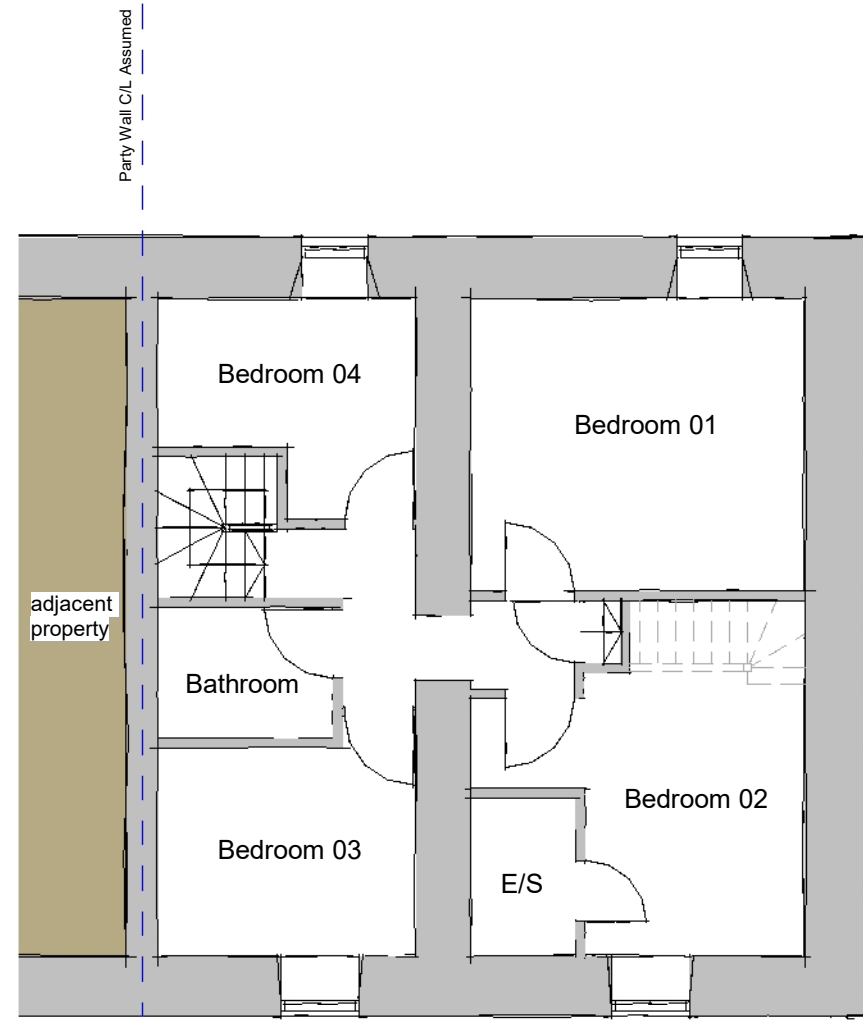 Party Wall C/L Assumed
Bedroom 04
Bedroom 01
adjacent
property
Bathroom
Bedroom 02
Bedroom 03
E/S